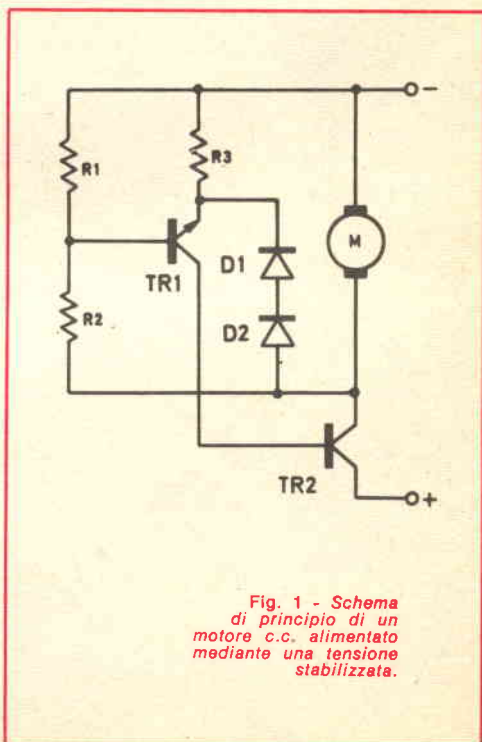 −
R1
R3
M
TR1
D1
R2
D2
TR2
+
Fig. 1 - Schema
di principio di un
motore c.c. alimentato
mediante una tensione
stabilizzata.